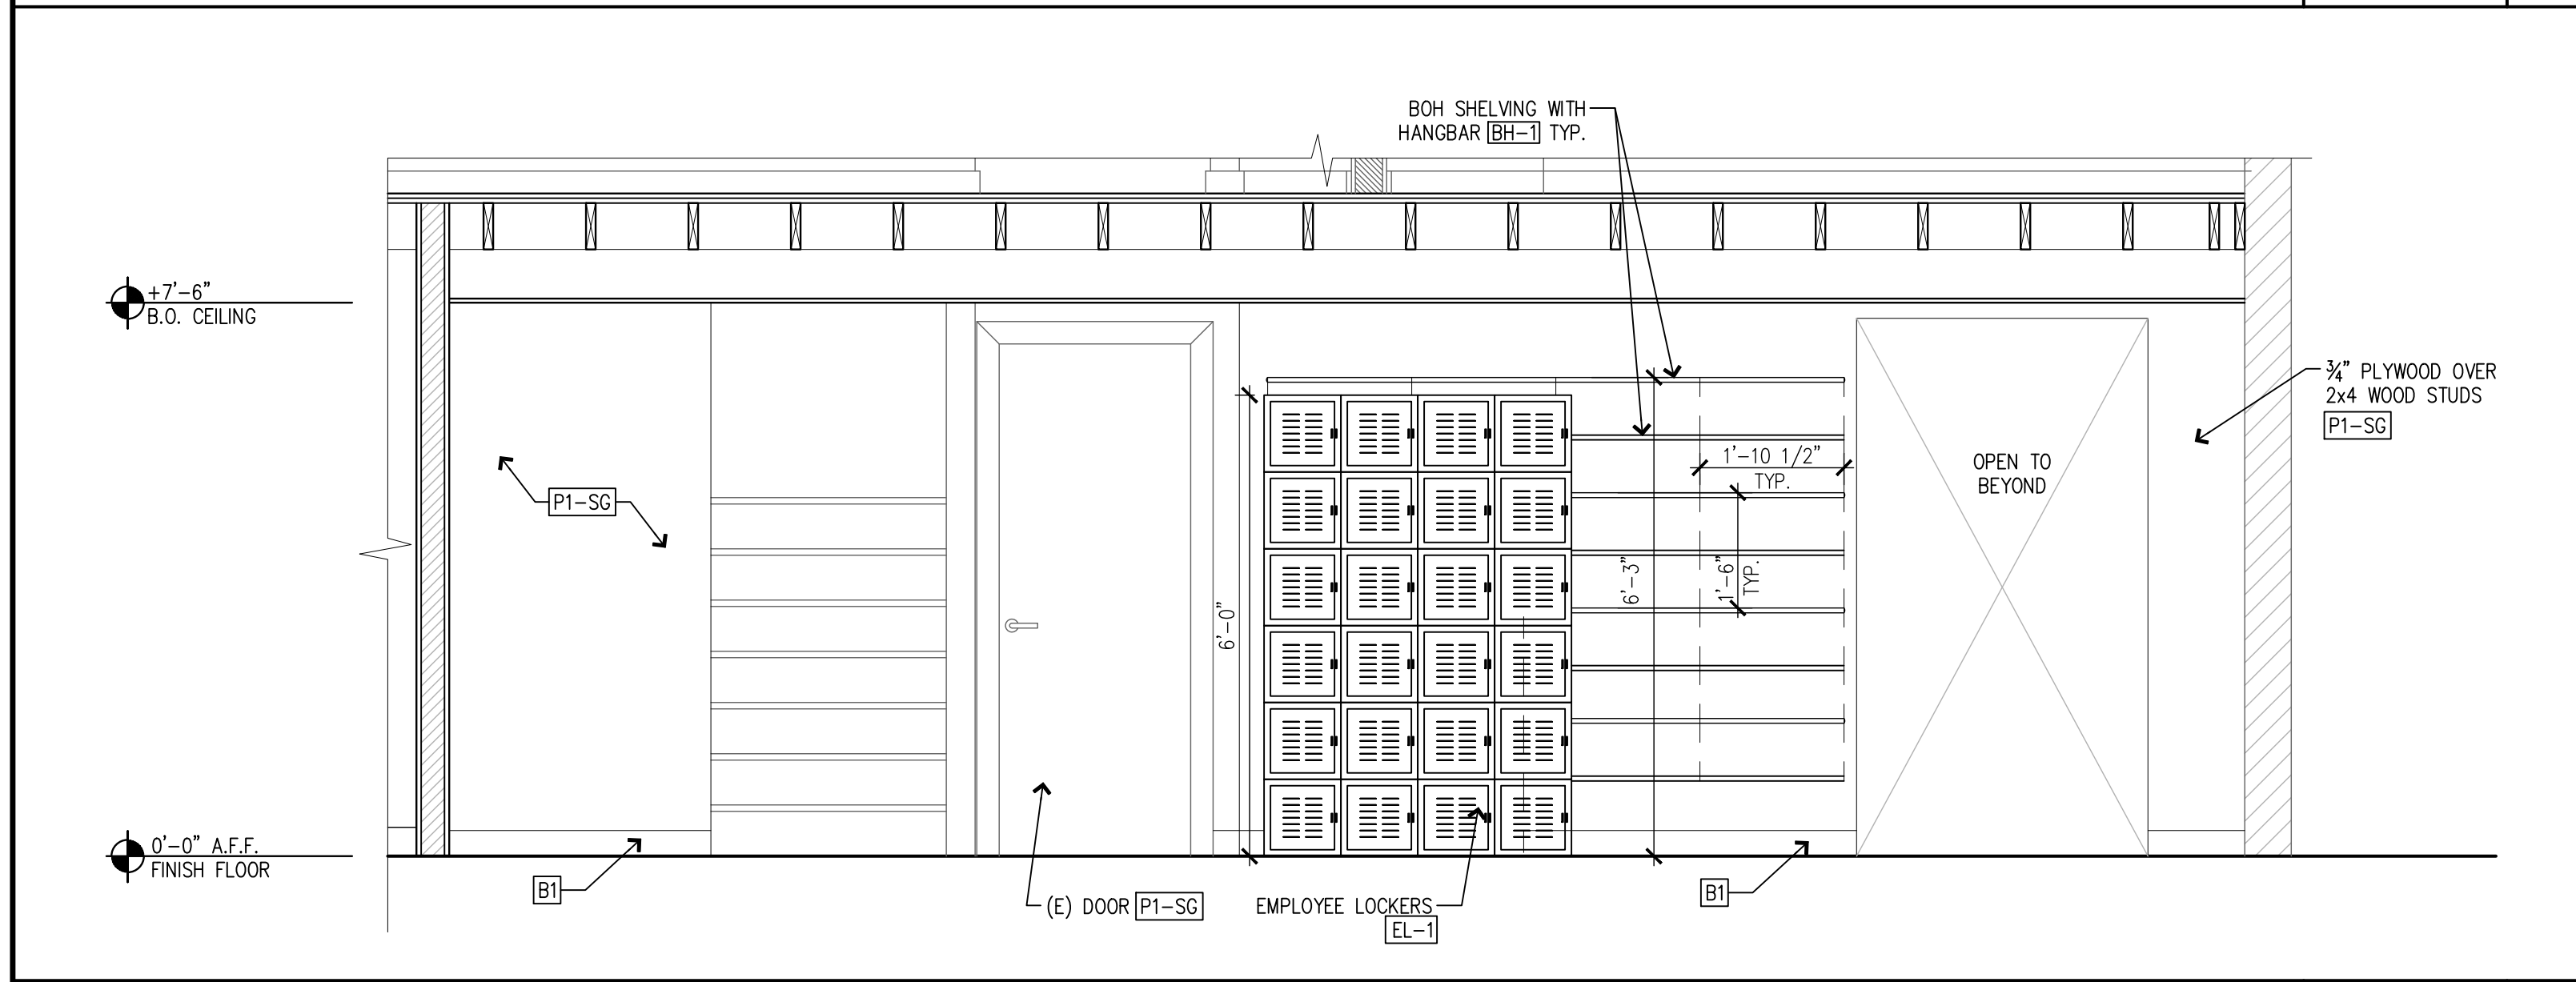 BOH SHELVING WITH
HANGBAR BH-1 TYP.
+7'-6"
B.O. CEILING
3/4" PLYWOOD OVER
2x4 WOOD STUDS
P1-SG
1'-10 1/2"
TYP.
OPEN TO
BEYOND
P1-SG
6'-3"
1'-6"
TYP.
6'-0"
0'-0" A.F.F.
FINISH FLOOR
B1
(E) DOOR P1-SG
EMPLOYEE LOCKERS
EL-1
B1